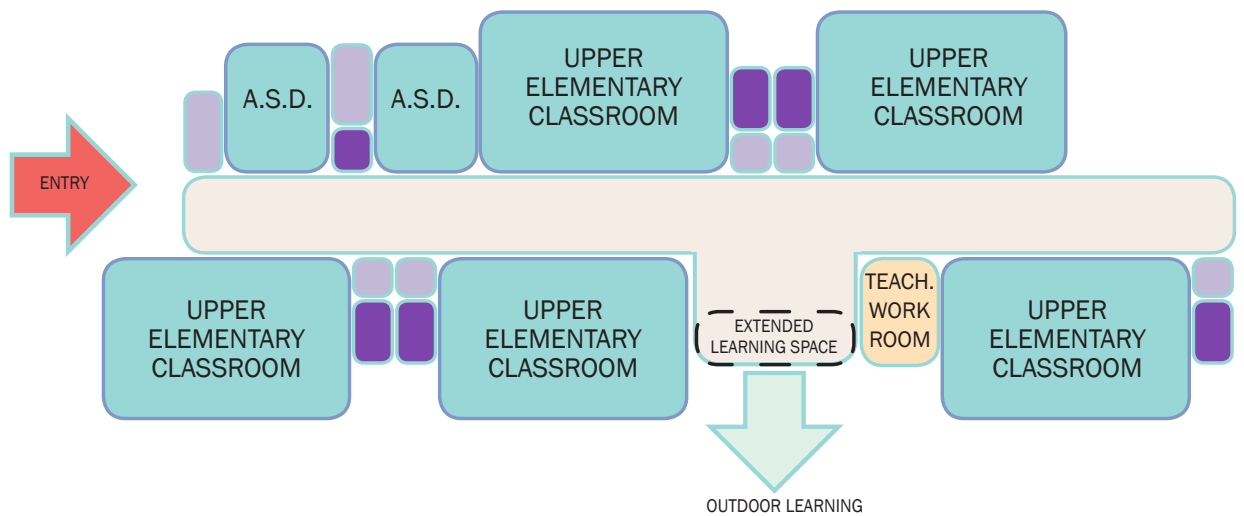 A.S.D.
A.S.D.
UPPER
ELEMENTARY
CLASSROOM
UPPER
ELEMENTARY
CLASSROOM
ENTRY
UPPER
ELEMENTARY
CLASSROOM
UPPER
ELEMENTARY
CLASSROOM
EXTENDED
LEARNING SPACE
TEACH.
WORK
ROOM
UPPER
ELEMENTARY
CLASSROOM
OUTDOOR LEARNING